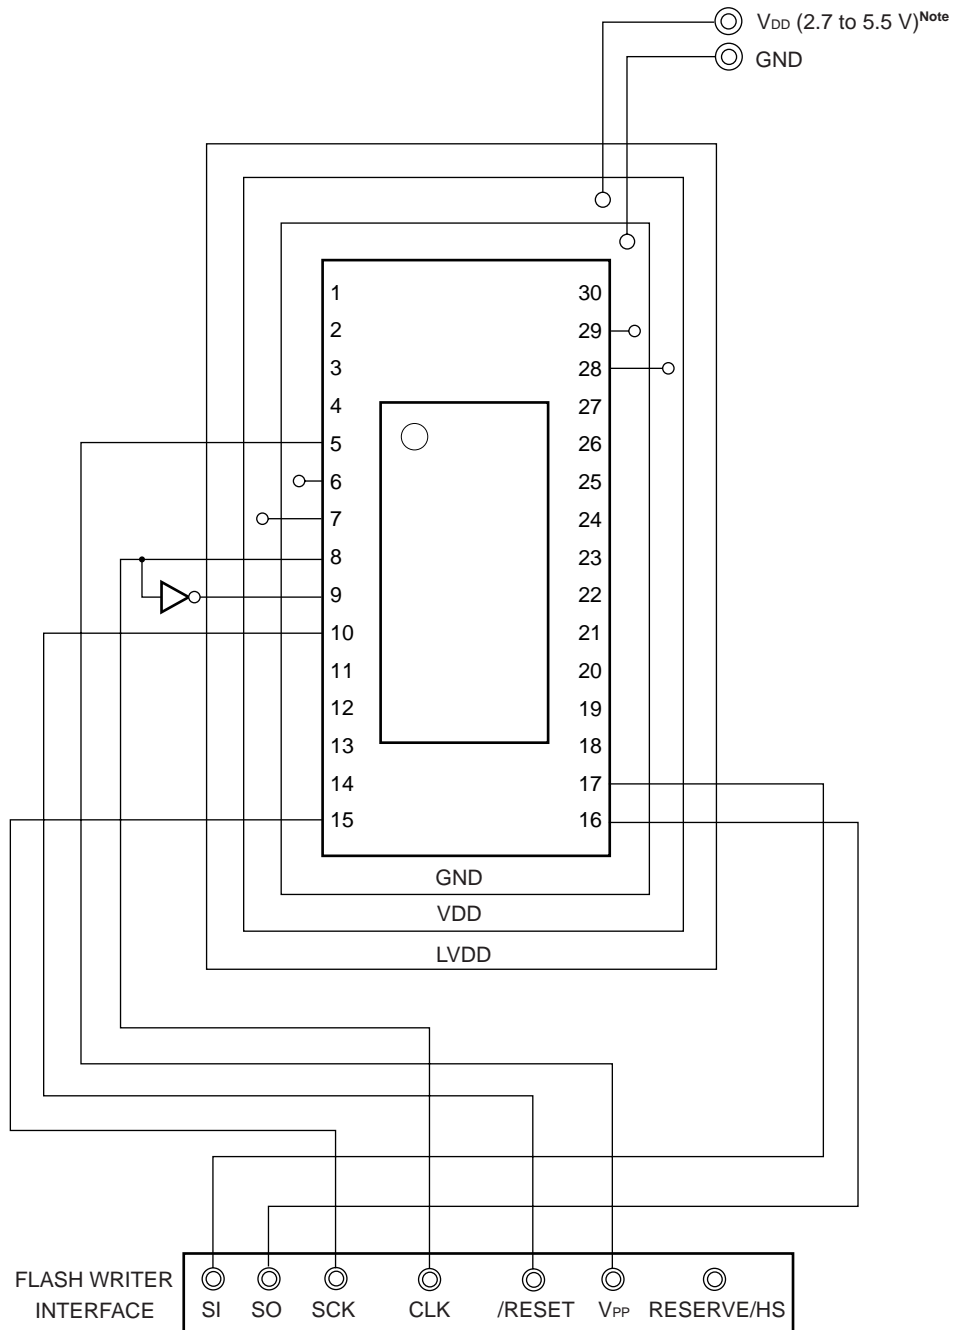 VDD (2.7 to 5.5 V)Note
GND
1 30
2 29
3 28
4 27
5 26
6 25
7 24
8 23
9 22
10 21
11 20
12 19
13 18
14 17
15 16
GND
VDD
LVDD
FLASH WRITER
INTERFACE
SI SO SCK CLK /RESET VPP RESERVE/HS